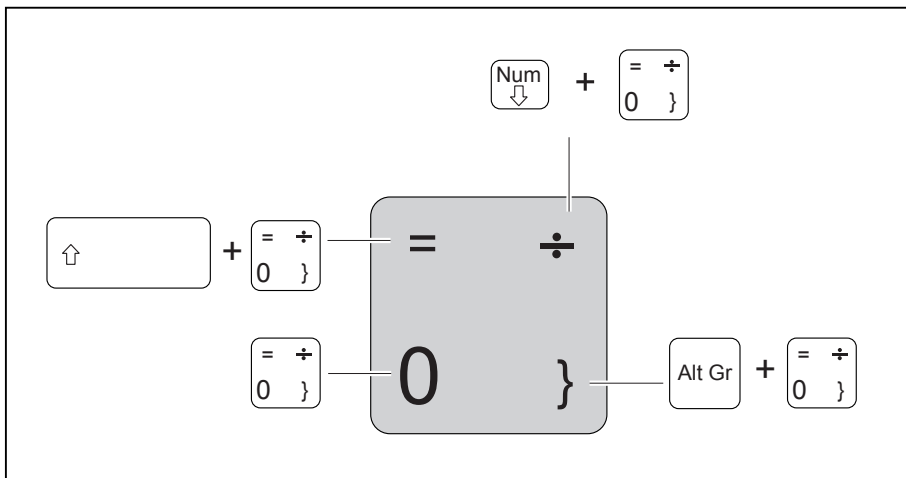 Num
⇩ + = ÷
0 }
⇧ + = ÷
0 }
= ÷
0 }
= ÷
0 }
Alt Gr + = ÷
0 }